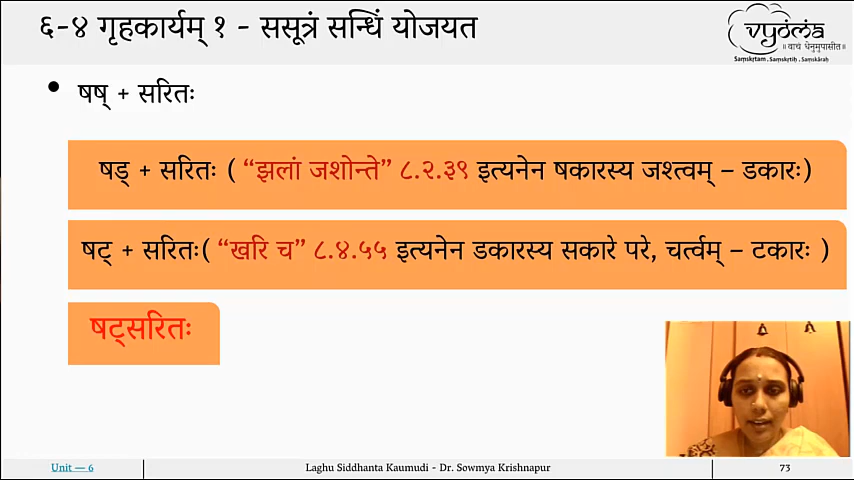 ६-४ गृहकार्यम् १ - ससूत्रं सन्धिं योजयत
vyoma
॥ वाचं धेनुमुपासीत ॥
Saṃskṛtam . Saṃskṛtiḥ . Saṃskāraḥ
• षष् + सरितः
षड् + सरितः ( “झलां जशोन्ते” ८.२.३९ इत्यनेन षकारस्य जश्त्वम् – डकारः)
षट् + सरितः( “खरि च” ८.४.५५ इत्यनेन डकारस्य सकारे परे, चर्त्वम् – टकारः )
षट्सरितः
Unit — 6
Laghu Siddhanta Kaumudi - Dr. Sowmya Krishnapur
73